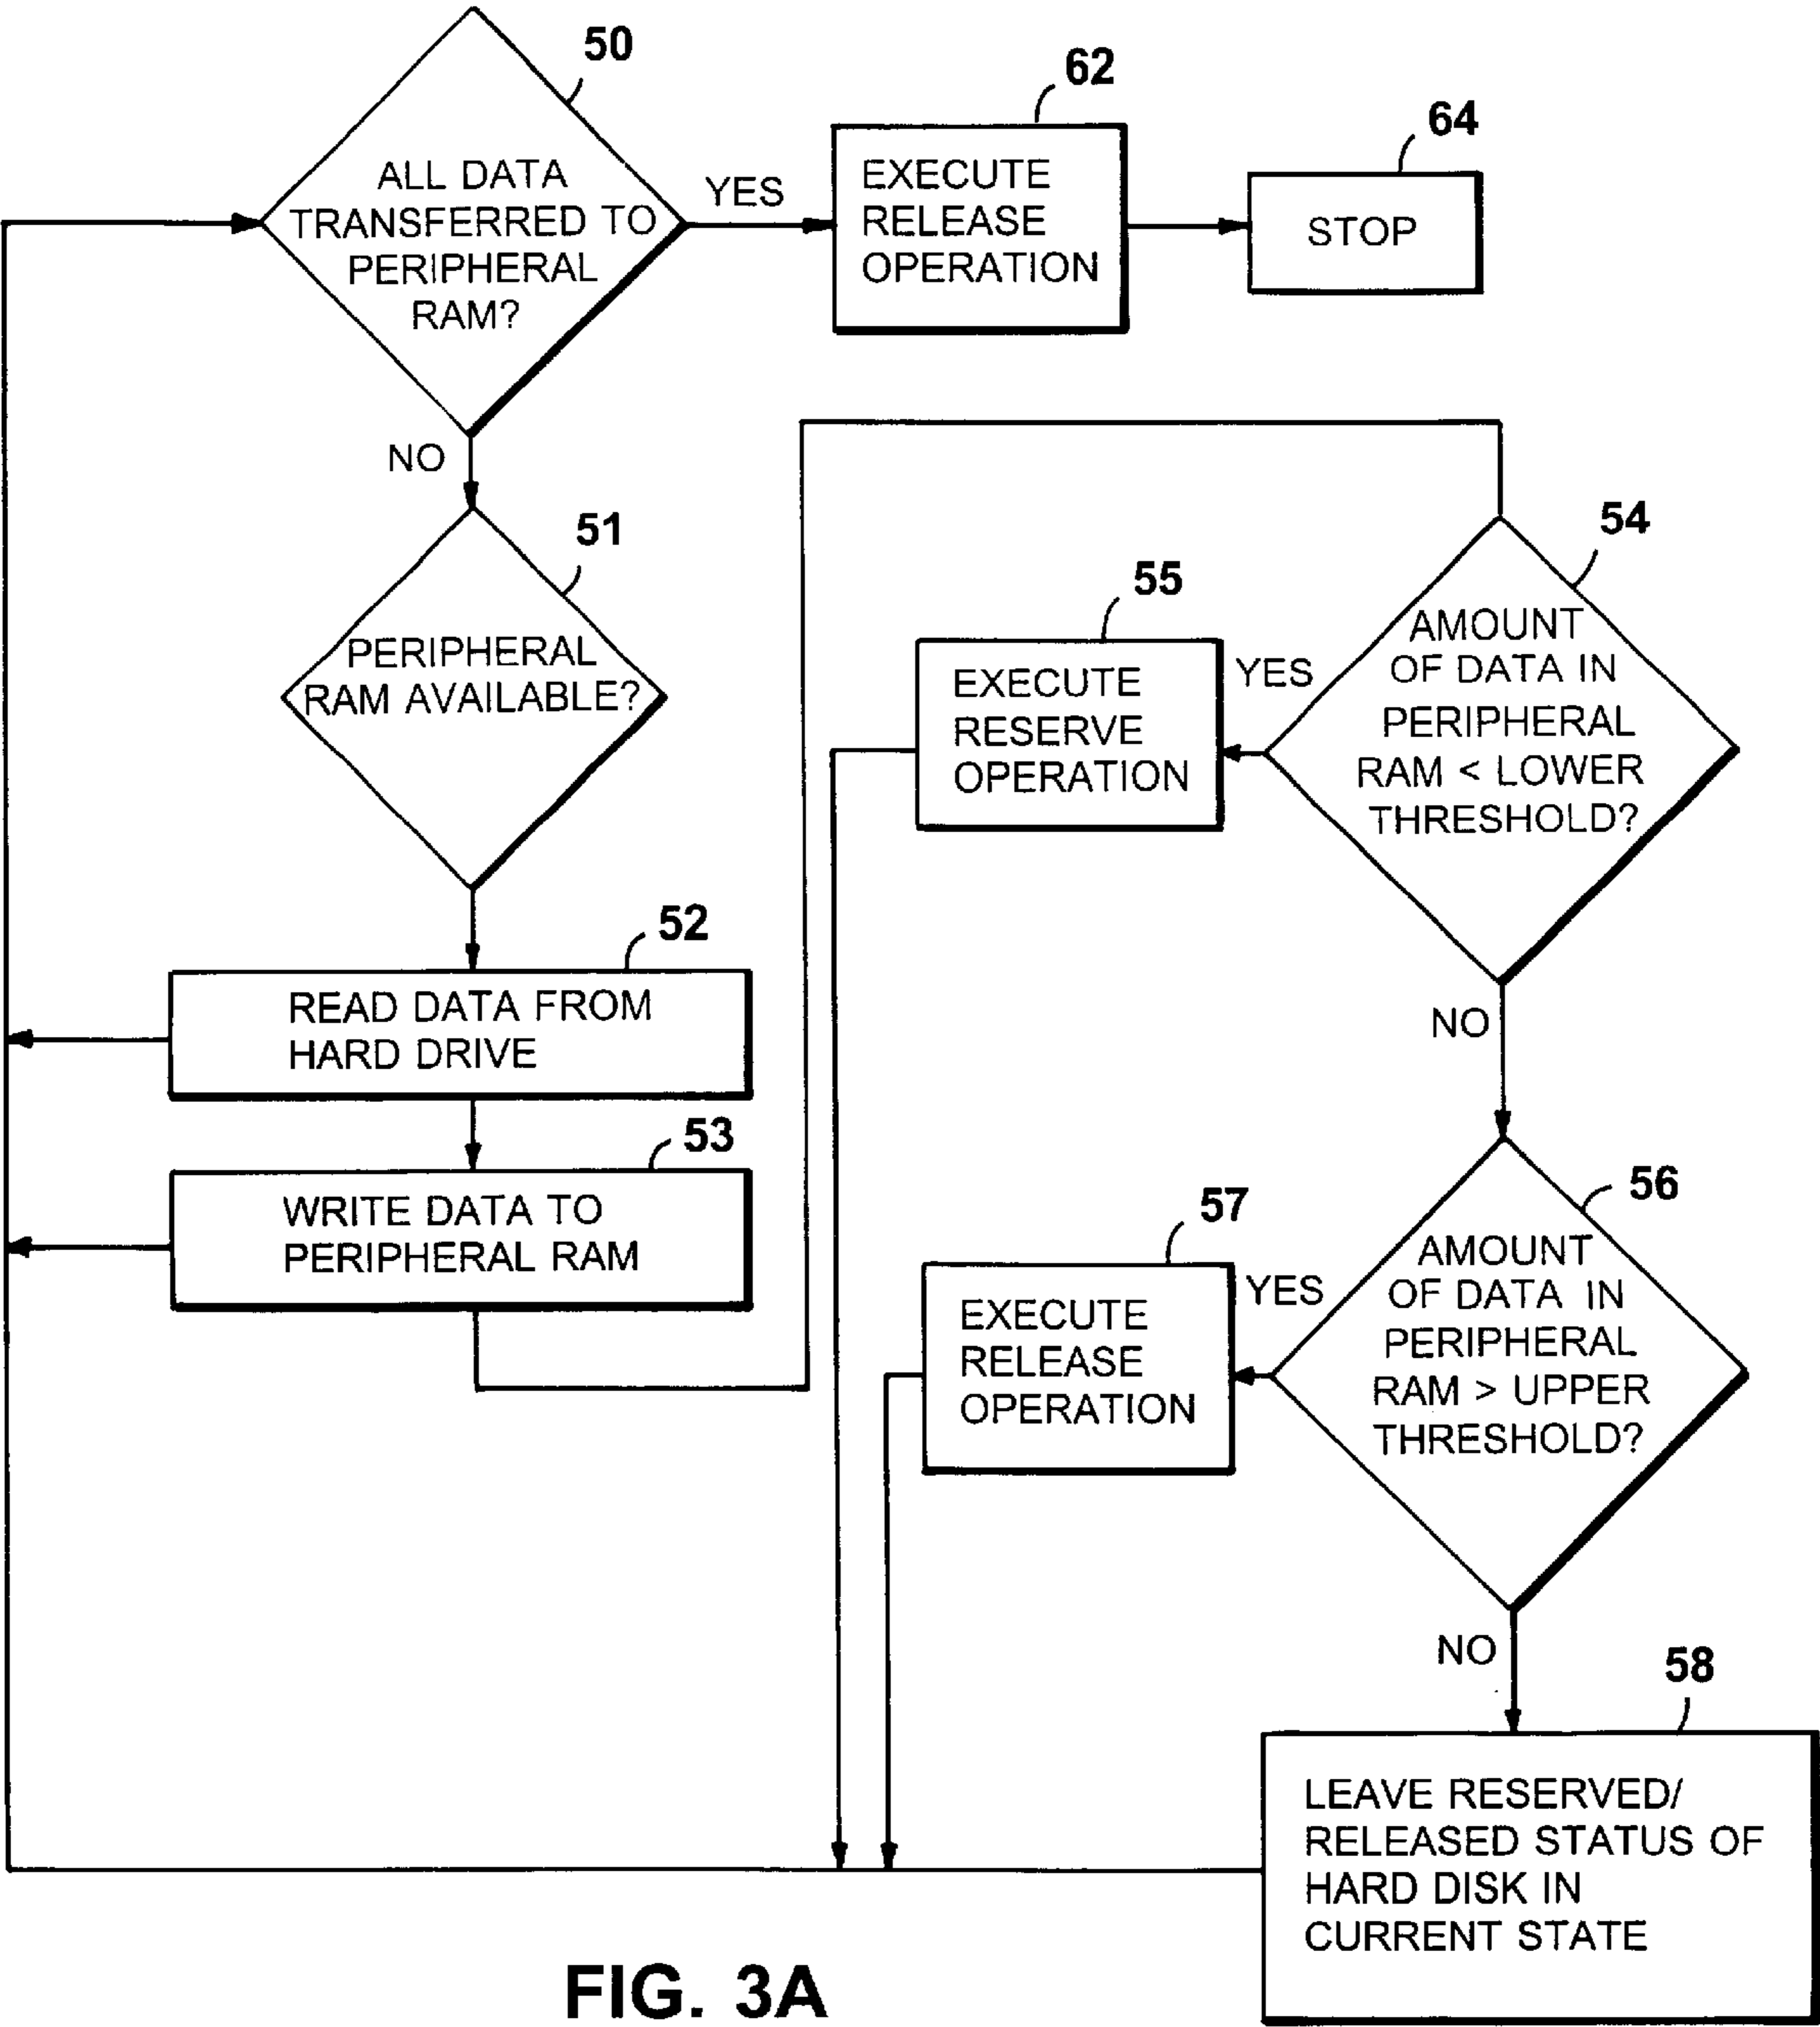 50
ALL DATA
TRANSFERRED TO
PERIPHERAL
RAM?
YES
62
EXECUTE
RELEASE
OPERATION
64
STOP
NO
51
PERIPHERAL
RAM AVAILABLE?
52
READ DATA FROM
HARD DRIVE
53
WRITE DATA TO
PERIPHERAL RAM
54
AMOUNT
OF DATA IN
PERIPHERAL
RAM < LOWER
THRESHOLD?
YES
55
EXECUTE
RESERVE
OPERATION
NO
56
AMOUNT
OF DATA IN
PERIPHERAL
RAM > UPPER
THRESHOLD?
YES
57
EXECUTE
RELEASE
OPERATION
NO
58
LEAVE RESERVED/
RELEASED STATUS OF
HARD DISK IN
CURRENT STATE
FIG. 3A